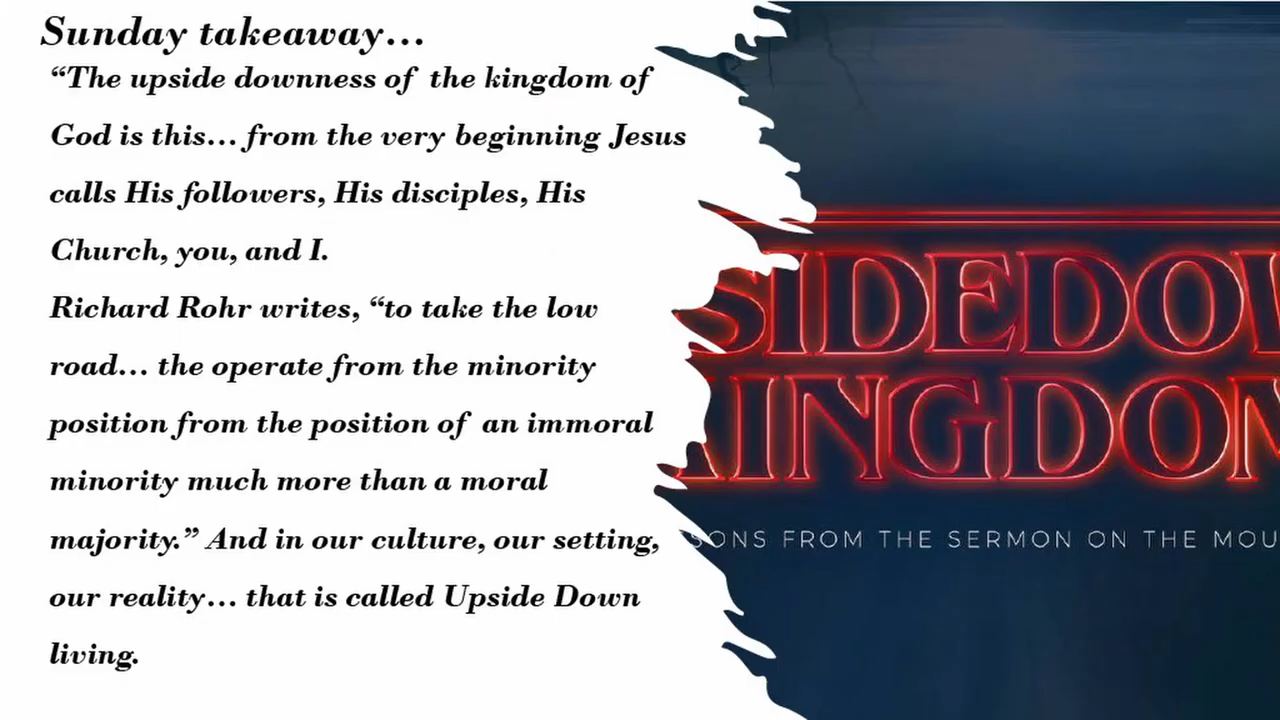 Sunday takeaway...
“The upside downness of the kingdom of
God is this... from the very beginning Jesus
calls His followers, His disciples, His
Church, you, and I.
Richard Rohr writes, “to take the low
road... the operate from the minority
position from the position of an immoral
minority much more than a moral
majority.” And in our culture, our setting,
our reality... that is called Upside Down
living.
SIDEDOW
KINGDOM
SONS FROM THE SERMON ON THE MOU